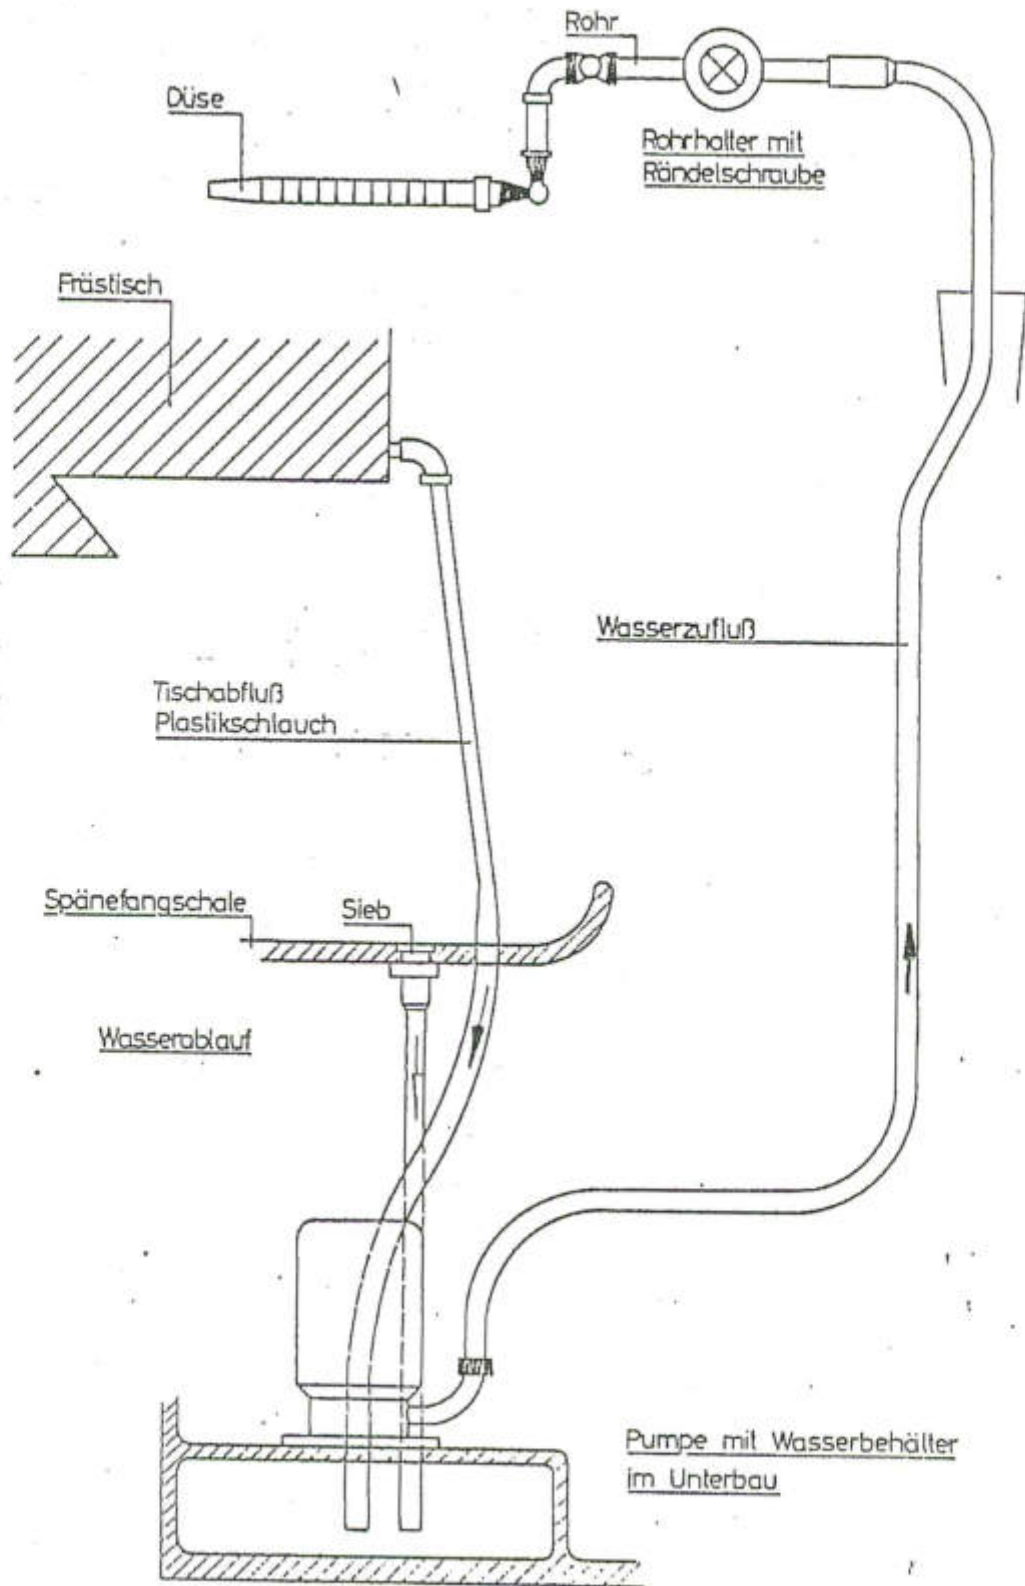 Rohr
Düse
Rohrhalter mit
Rändelschraube
Frästisch
Wasserzufluß
Tischabfluß
Plastikschlauch
Spänefangschale
Sieb
Wasserablauf
Pumpe mit Wasserbehälter
im Unterbau